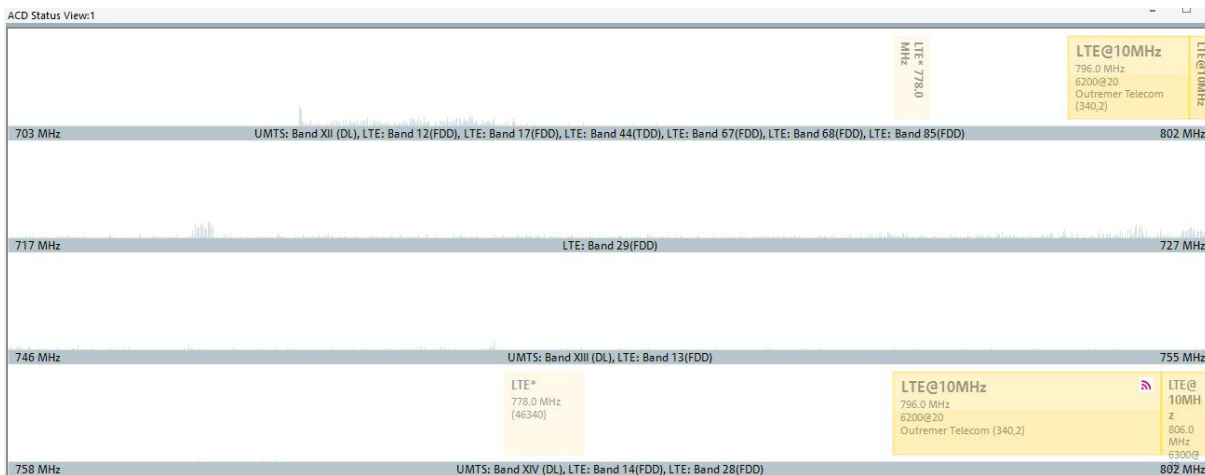 ACD Status View:1
LTE* 778.0
MHz
LTE@10MHz
796.0 MHz
6200@20
Outremer Telecom
(340,2)
LTE@10MHz
703 MHz
UMTS: Band XII (DL), LTE: Band 12(FDD), LTE: Band 17(FDD), LTE: Band 44(TDD), LTE: Band 67(FDD), LTE: Band 68(FDD), LTE: Band 85(FDD)
802 MHz
717 MHz
LTE: Band 29(FDD)
727 MHz
746 MHz
UMTS: Band XIII (DL), LTE: Band 13(FDD)
755 MHz
LTE*
778.0 MHz
(46340)
LTE@10MHz
796.0 MHz
6200@20
Outremer Telecom (340,2)
LTE@
10MH
z
806.0
MHz
6300@
758 MHz
UMTS: Band XIV (DL), LTE: Band 14(FDD), LTE: Band 28(FDD)
802 MHz